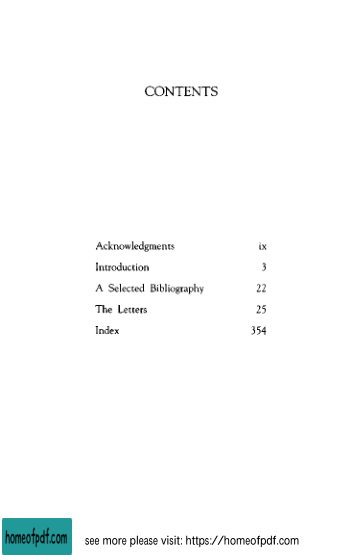 CONTENTS
Acknowledgments ix
Introduction 3
A Selected Bibliography 22
The Letters 25
Index 354
homeofpdf.com
see more please visit: https://homeofpdf.com